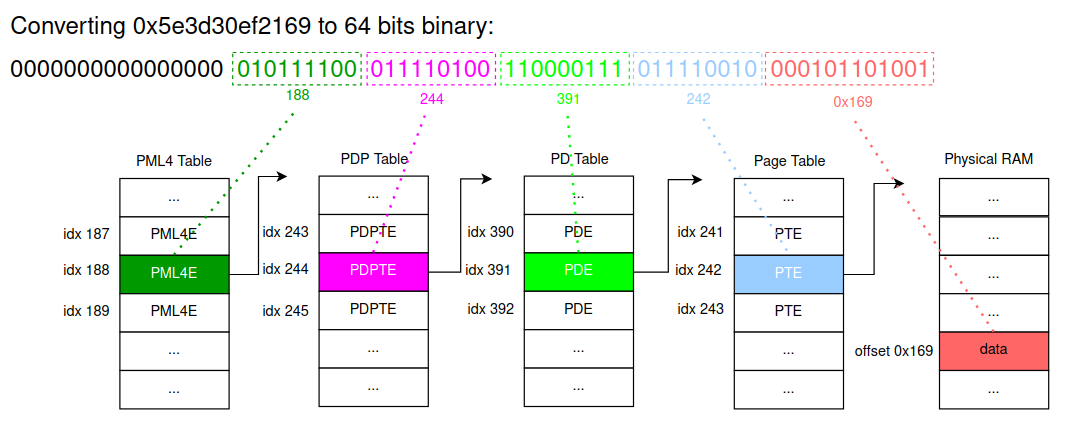 Converting 0x5e3d30ef2169 to 64 bits binary:
0000000000000000 010111100 011110100 110000111 011110010 000101101001
188 244 391 242 0x169
PML4 Table PDP Table PD Table Page Table Physical RAM
... ... ... ... ...
idx 187 PML4E idx 243 PDPTE idx 390 PDE idx 241 PTE ...
idx 188 PML4E idx 244 PDPTE idx 391 PDE idx 242 PTE ...
idx 189 PML4E idx 245 PDPTE idx 392 PDE idx 243 PTE ...
... ... ... ... offset 0x169 data
... ... ... ... ...